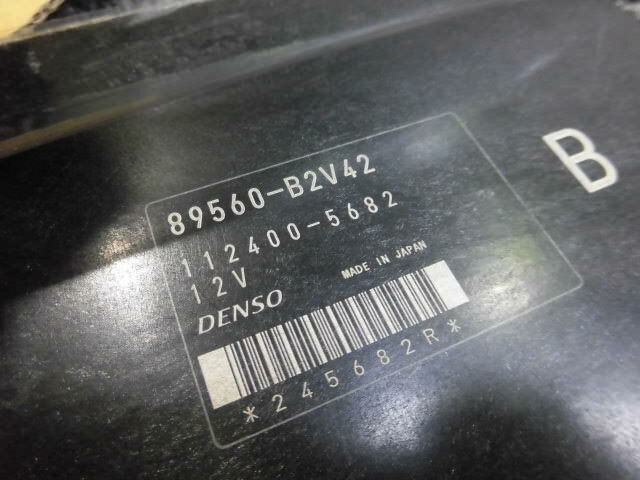 89560-B2V42
112400-5682
12V
DENSO MADE IN JAPAN
*245682R*
B